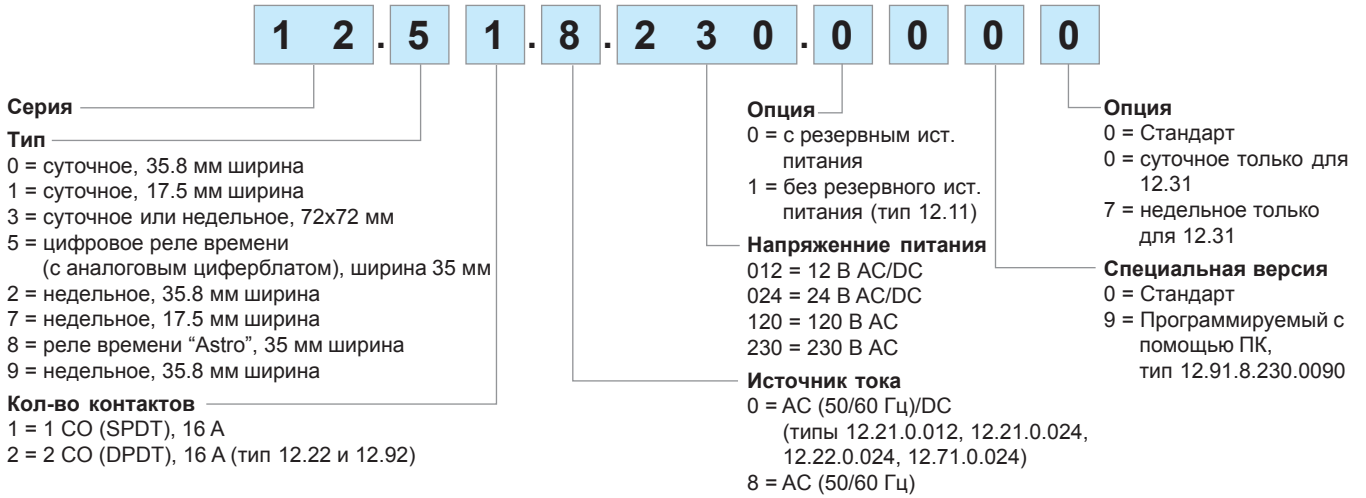 1 2 . 5 1 . 8 . 2 3 0 . 0 0 0 0
Серия
Тип
0 = суточное, 35.8 мм ширина
1 = суточное, 17.5 мм ширина
3 = суточное или недельное, 72x72 мм
5 = цифровое реле времени
(с аналоговым циферблатом), ширина 35 мм
2 = недельное, 35.8 мм ширина
7 = недельное, 17.5 мм ширина
8 = реле времени “Astro”, 35 мм ширина
9 = недельное, 35.8 мм ширина
Кол-во контактов
1 = 1 CO (SPDT), 16 A
2 = 2 CO (DPDT), 16 A (тип 12.22 и 12.92)
Опция
0 = с резервным ист.
питания
1 = без резервного ист.
питания (тип 12.11)
Напряженние питания
012 = 12 В AC/DC
024 = 24 В AC/DC
120 = 120 В AC
230 = 230 В AC
Источник тока
0 = AC (50/60 Гц)/DC
(типы 12.21.0.012, 12.21.0.024,
12.22.0.024, 12.71.0.024)
8 = AC (50/60 Гц)
Опция
0 = Стандарт
0 = суточное только для
12.31
7 = недельное только
для 12.31
Специальная версия
0 = Стандарт
9 = Программируемый с
помощью ПК,
тип 12.91.8.230.0090